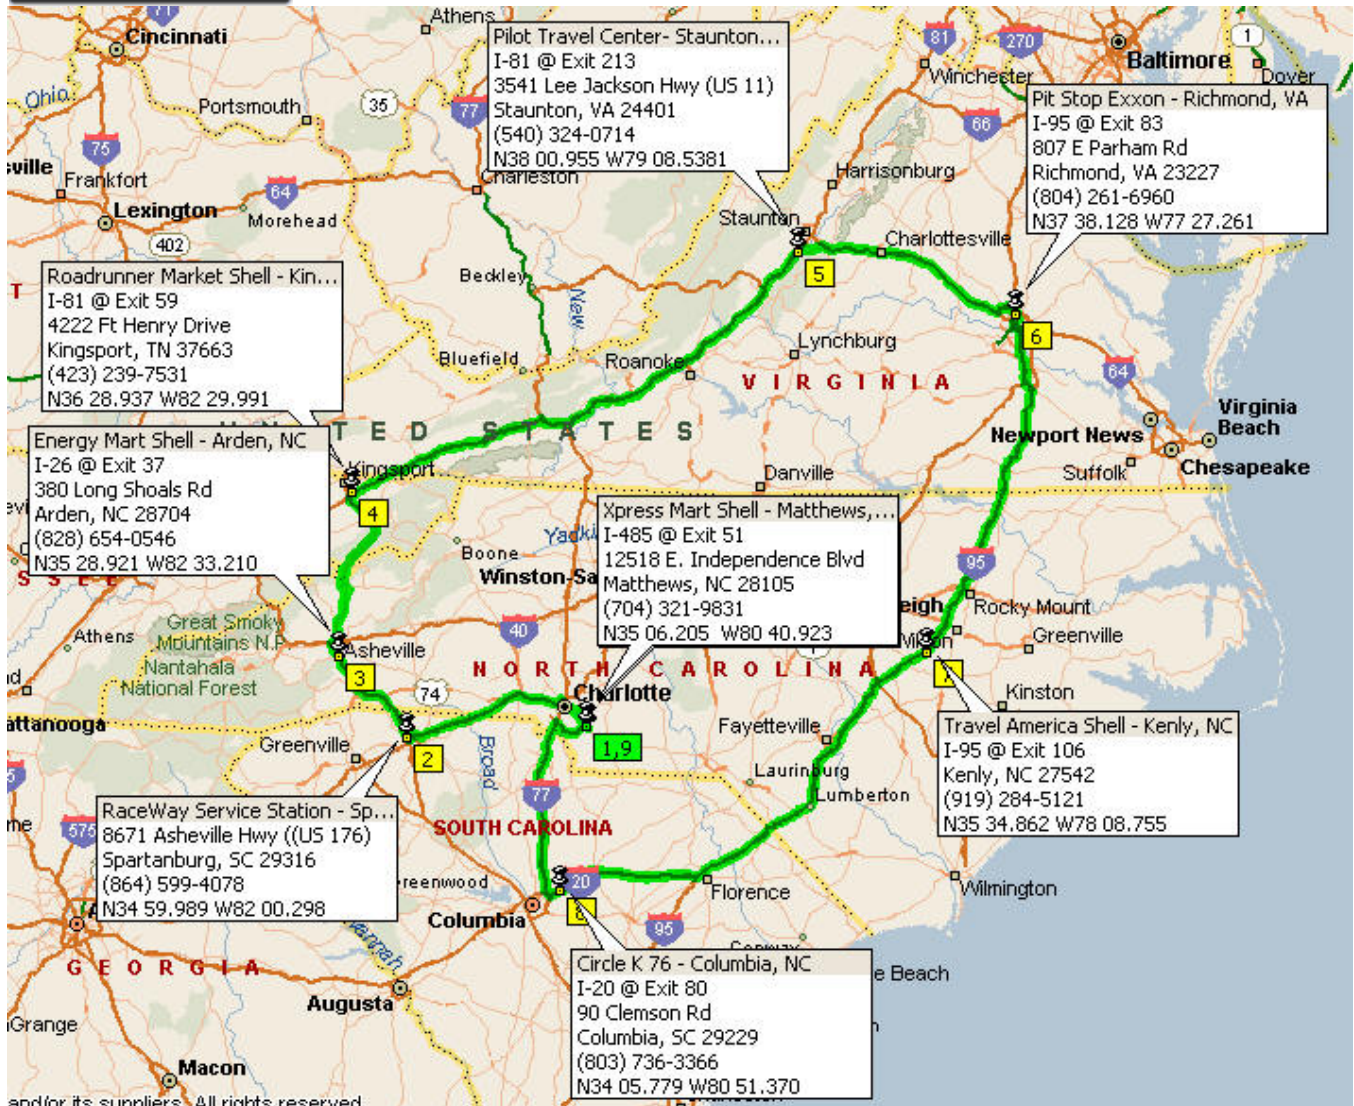 71
Cincinnati
Athens
Ohio
Portsmouth
35
77
75
Frankfort
64
Lexington
Morehead
402
Charleston
81
270
Winchester
66
Baltimore
1
Dover
Pilot Travel Center- Staunton...
I-81 @ Exit 213
3541 Lee Jackson Hwy (US 11)
Staunton, VA 24401
(540) 324-0714
N38 00.955 W79 08.5381
Pit Stop Exxon - Richmond, VA
I-95 @ Exit 83
807 E Parham Rd
Richmond, VA 23227
(804) 261-6960
N37 38.128 W77 27.261
Harrisonburg
Staunton
Charlottesville
5
6
Beckley
New
Bluefield
Roanoke
Lynchburg
VIRGINIA
64
Virginia
Beach
Newport News
Chesapeake
Suffolk
Danville
Roadrunner Market Shell - Kin...
I-81 @ Exit 59
4222 Ft Henry Drive
Kingsport, TN 37663
(423) 239-7531
N36 28.937 W82 29.991
TED STATES
Energy Mart Shell - Arden, NC
I-26 @ Exit 37
380 Long Shoals Rd
Arden, NC 28704
(828) 654-0546
N35 28.921 W82 33.210
Kingsport
4
Boone
Winston-Sa
Xpress Mart Shell - Matthews,...
I-485 @ Exit 51
12518 E. Independence Blvd
Matthews, NC 28105
(704) 321-9831
N35 06.205 W80 40.923
95
eigh
Rocky Mount
Wilson
Greenville
7
Kinston
Great Smoky
Mountains N.P.
Athens
Nantahala
National Forest
Asheville
3
40
NORTH CAROLINA
74
Charlotte
1,9
attanooga
Greenville
2
Broad
Fayetteville
Laurinburg
Lumberton
Travel America Shell - Kenly, NC
I-95 @ Exit 106
Kenly, NC 27542
(919) 284-5121
N35 34.862 W78 08.755
77
SOUTH CAROLINA
RaceWay Service Station - Sp...
8671 Asheville Hwy ((US 176)
Spartanburg, SC 29316
(864) 599-4078
N34 59.989 W82 00.298
575
reenwood
Columbia
20
8
Florence
95
Wilmington
Conway
e Beach
GEORGIA
Augusta
Circle K 76 - Columbia, NC
I-20 @ Exit 80
90 Clemson Rd
Columbia, SC 29229
(803) 736-3366
N34 05.779 W80 51.370
Grange
Macon
and/or its suppliers. All rights reserved.